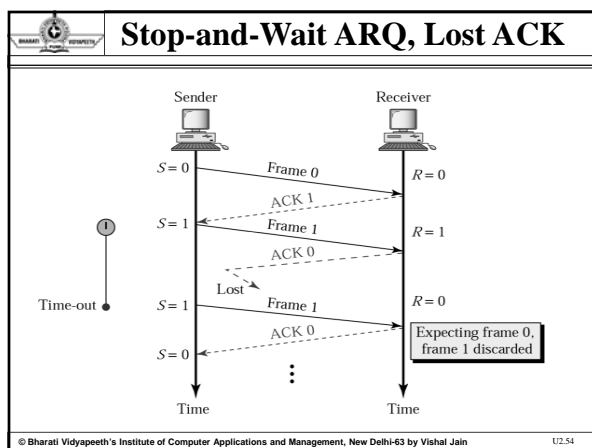 BHARATI VIDYAPEETH
Stop-and-Wait ARQ, Lost ACK
Sender Receiver
S = 0 Frame 0 R = 0
ACK 1
S = 1 Frame 1 R = 1
ACK 0
Lost
Time-out S = 1 Frame 1 R = 0
ACK 0 Expecting frame 0,
frame 1 discarded
S = 0
Time Time
© Bharati Vidyapeeth's Institute of Computer Applications and Management, New Delhi-63 by Vishal Jain U2.54